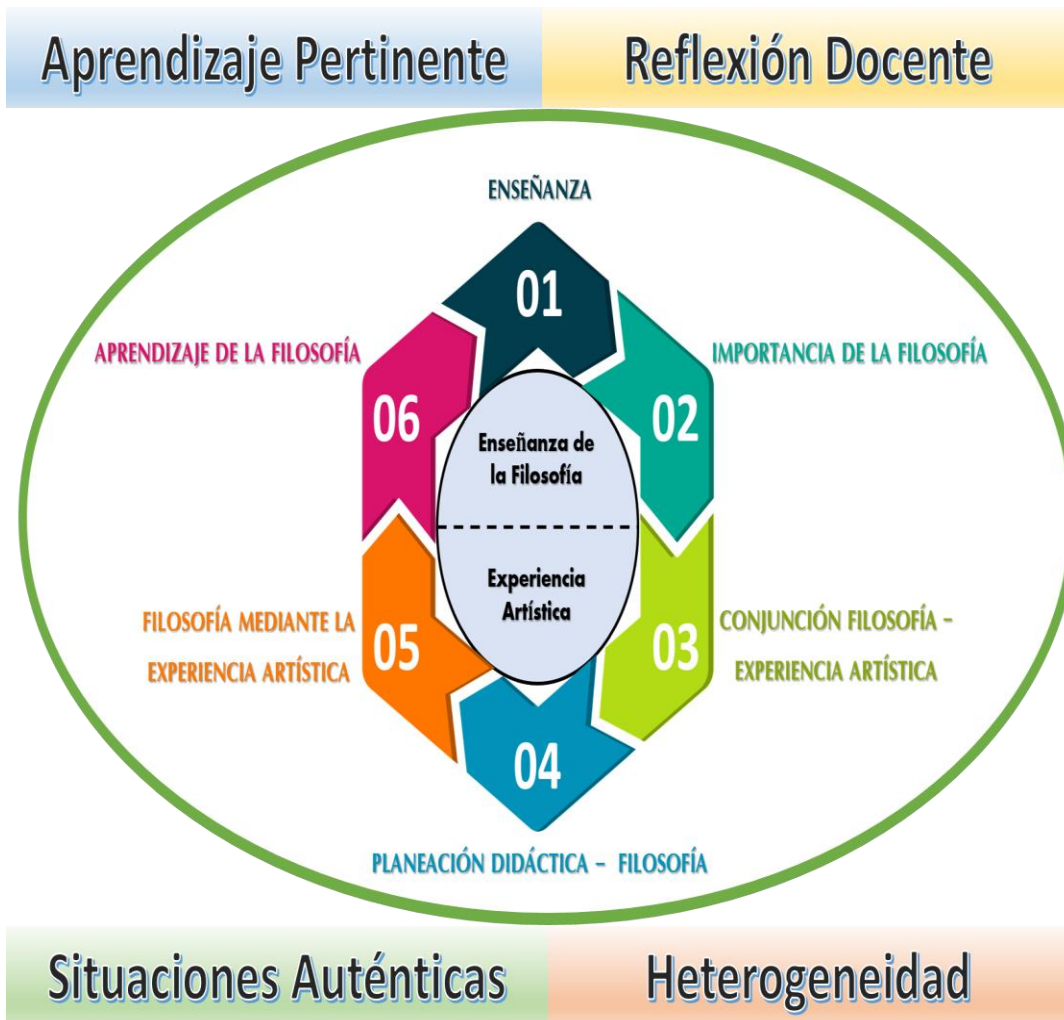 Aprendizaje Pertinente
Reflexión Docente
ENSEÑANZA
01
IMPORTANCIA DE LA FILOSOFÍA
02
CONJUNCIÓN FILOSOFÍA –
EXPERIENCIA ARTÍSTICA
03
PLANEACIÓN DIDÁCTICA – FILOSOFÍA
04
FILOSOFÍA MEDIANTE LA
EXPERIENCIA ARTÍSTICA
05
APRENDIZAJE DE LA FILOSOFÍA
06
Enseñanza de
la Filosofía
Experiencia
Artística
Situaciones Auténticas
Heterogeneidad